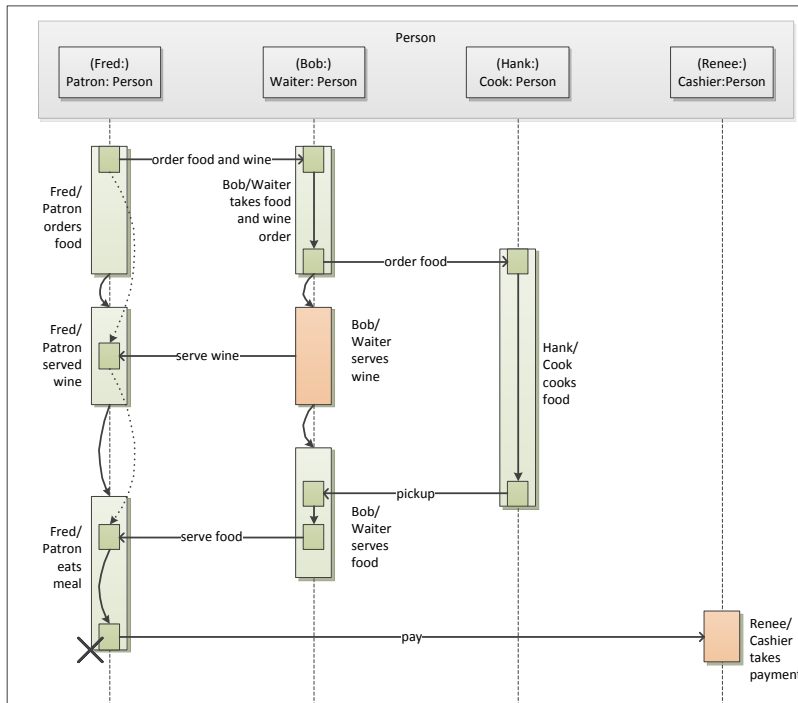 Person
(Fred:)
Patron: Person
(Bob:)
Waiter: Person
(Hank:)
Cook: Person
(Renee:)
Cashier:Person
order food and wine
Fred/
Patron
orders
food
Bob/Waiter
takes food
and wine
order
order food
Fred/
Patron
served
wine
serve wine
Bob/
Waiter
serves
wine
Hank/
Cook
cooks
food
pickup
Fred/
Patron
eats
meal
serve food
Bob/
Waiter
serves
food
pay
Renee/
Cashier
takes
payment